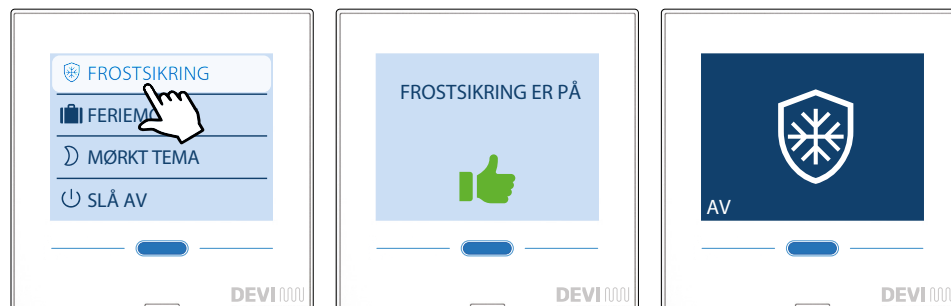 FROSTSIKRING
FERIEM
MØRKT TEMA
SLÅ AV
DEVI
FROSTSIKRING ER PÅ
DEVI
AV
DEVI